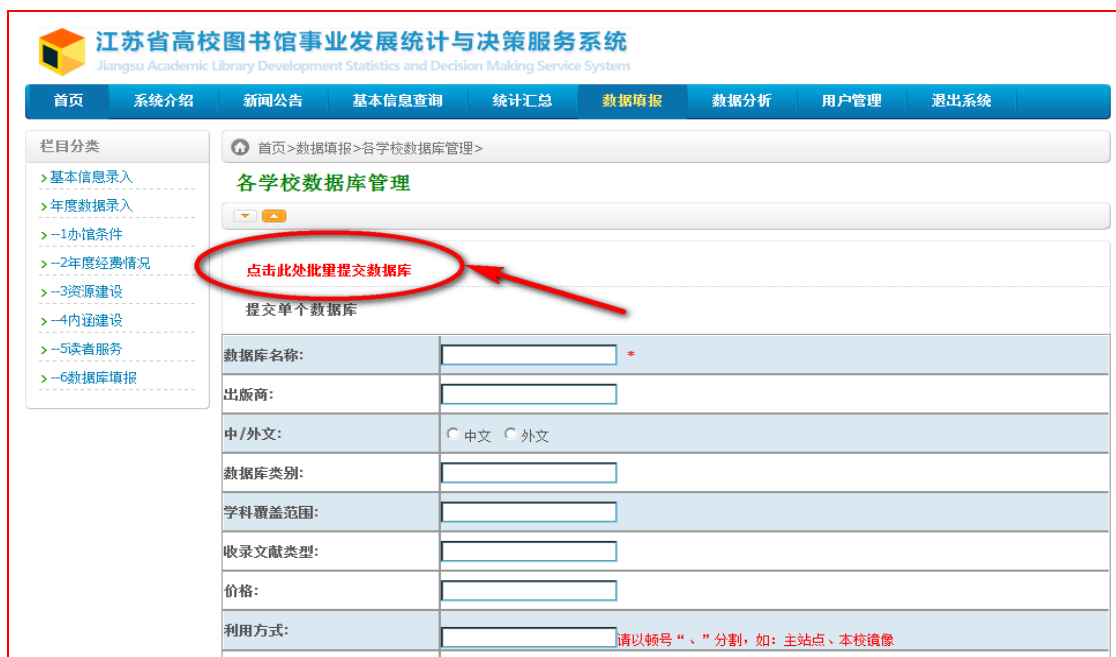 江苏省高校图书馆事业发展统计与决策服务系统
Jiangsu Academic Library Development Statistics and Decision Making Service System
首页 系统介绍 新闻公告 基本信息查询 统计汇总 数据填报 数据分析 用户管理 退出系统
栏目分类
>基本信息录入
>年度数据录入
>--1办馆条件
>--2年度经费情况
>--3资源建设
>--4内涵建设
>--5读者服务
>--6数据库填报
首页>数据填报>各学校数据库管理>
各学校数据库管理
点击此处批量提交数据库
提交单个数据库
数据库名称: *
出版商:
中/外文: 中文 外文
数据库类别:
学科覆盖范围:
收录文献类型:
价格:
利用方式: 请以顿号“、”分割，如: 主站点、本校镜像